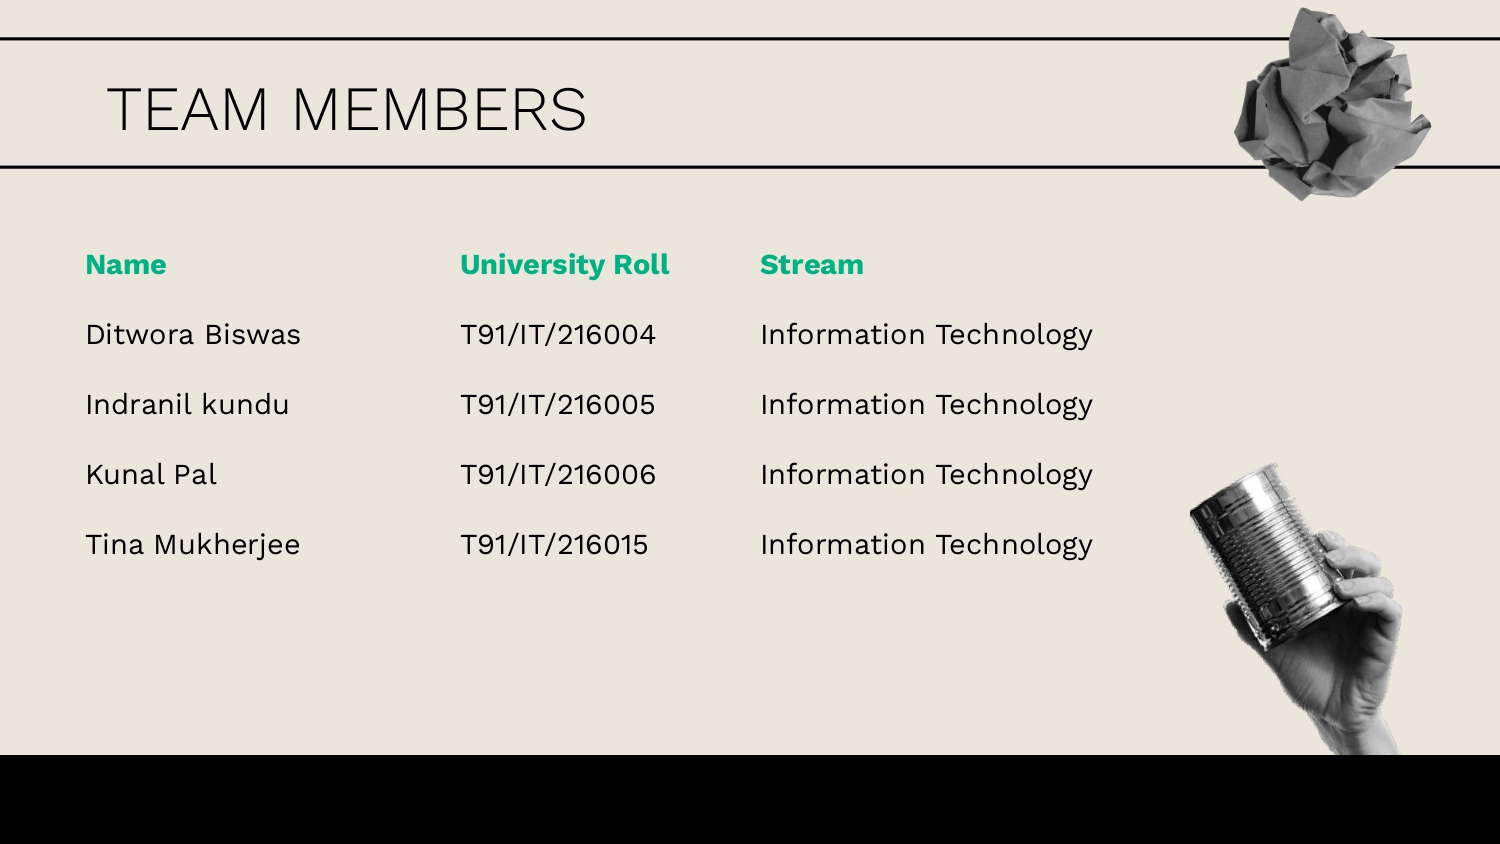 TEAM MEMBERS
Name University Roll Stream
Ditwora Biswas T91/IT/216004 Information Technology
Indranil kundu T91/IT/216005 Information Technology
Kunal Pal T91/IT/216006 Information Technology
Tina Mukherjee T91/IT/216015 Information Technology